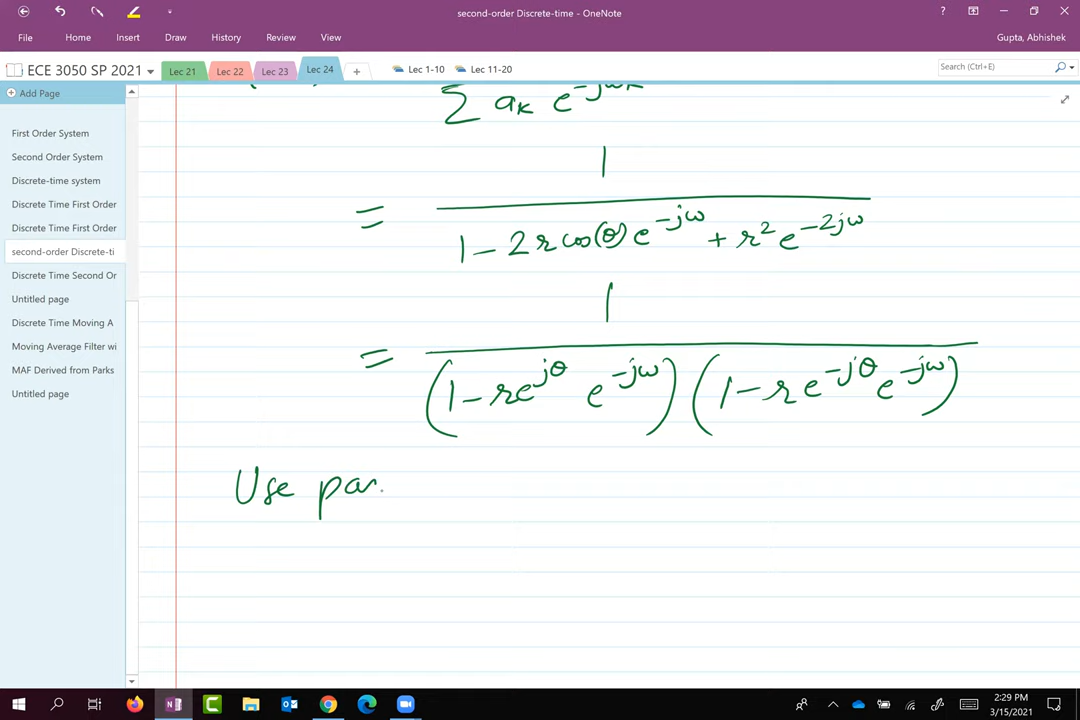 second-order Discrete-time - OneNote
?
Gupta, Abhishek
File Home Insert Draw History Review View
ECE 3050 SP 2021
Lec 21 Lec 22 Lec 23 Lec 24 + Lec 1-10 Lec 11-20
Search (Ctrl+E)
Add Page
First Order System
Second Order System
Discrete-time system
Discrete Time First Order
Discrete Time First Order
second-order Discrete-ti
Discrete Time Second Or
Untitled page
Discrete Time Moving A
Moving Average Filter wi
MAF Derived from Parks
Untitled page
∑ aₖ e^{-jωk}
1
=
1 - 2r cos(θ) e^{-jω} + r² e^{-2jω}
1
=
(1 - re^{jθ} e^{-jω}) (1 - re^{-jθ} e^{-jω})
Use par
2:29 PM
3/15/2021